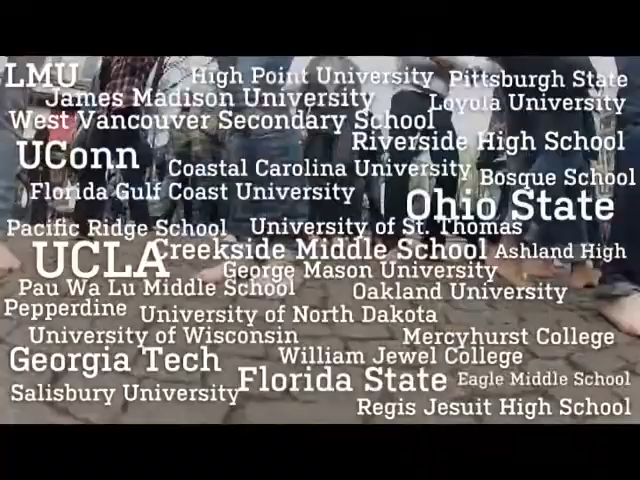 LMU
High Point University
Pittsburgh State
James Madison University
Loyola University
West Vancouver Secondary School
Riverside High School
UConn
Coastal Carolina University
Bosque School
Florida Gulf Coast University
Ohio State
Pacific Ridge School
University of St. Thomas
UCLA
Creekside Middle School
Ashland High
George Mason University
Pau Wa Lu Middle School
Oakland University
Pepperdine
University of North Dakota
University of Wisconsin
Mercyhurst College
Georgia Tech
William Jewel College
Florida State
Eagle Middle School
Salisbury University
Regis Jesuit High School